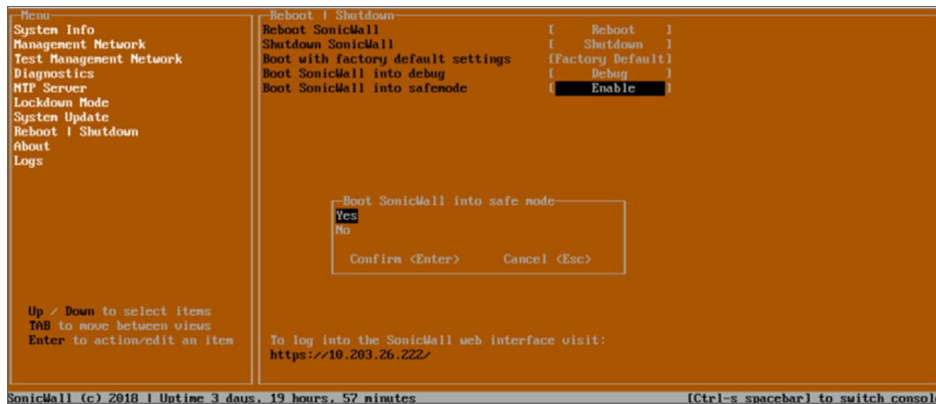 Menu
System Info
Management Network
Test Management Network
Diagnostics
NTP Server
Lockdown Mode
System Update
Reboot | Shutdown
About
Logs
Up / Down to select items
TAB to move between views
Enter to action/edit an item
Reboot | Shutdown
Reboot SonicWall [ Reboot ]
Shutdown SonicWall [ Shutdown ]
Boot with factory default settings [Factory Default]
Boot SonicWall into debug [ Debug ]
Boot SonicWall into safemode [ Enable ]
Boot SonicWall into safe mode
Yes
No
Confirm <Enter> Cancel <Esc>
To log into the SonicWall web interface visit:
https://10.203.26.222/
SonicWall (c) 2018 | Uptime 3 days, 19 hours, 57 minutes [Ctrl-s spacebar] to switch consol